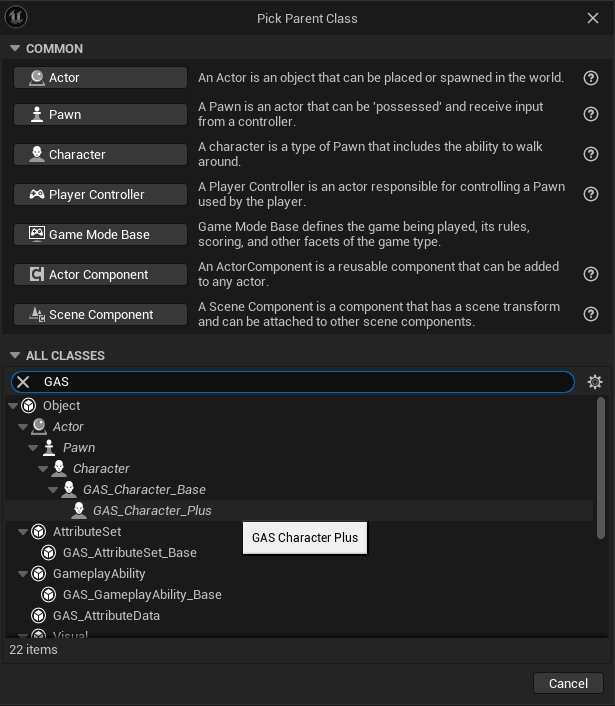 Pick Parent Class
COMMON
Actor
An Actor is an object that can be placed or spawned in the world.
Pawn
A Pawn is an actor that can be 'possessed' and receive input
from a controller.
Character
A character is a type of Pawn that includes the ability to walk
around.
Player Controller
A Player Controller is an actor responsible for controlling a Pawn
used by the player.
Game Mode Base
Game Mode Base defines the game being played, its rules,
scoring, and other facets of the game type.
Actor Component
An ActorComponent is a reusable component that can be added
to any actor.
Scene Component
A Scene Component is a component that has a scene transform
and can be attached to other scene components.
ALL CLASSES
GAS
Object
Actor
Pawn
Character
GAS_Character_Base
GAS_Character_Plus
AttributeSet
GAS Character Plus
GAS_AttributeSet_Base
GameplayAbility
GAS_GameplayAbility_Base
GAS_AttributeData
Visual
22 items
Cancel